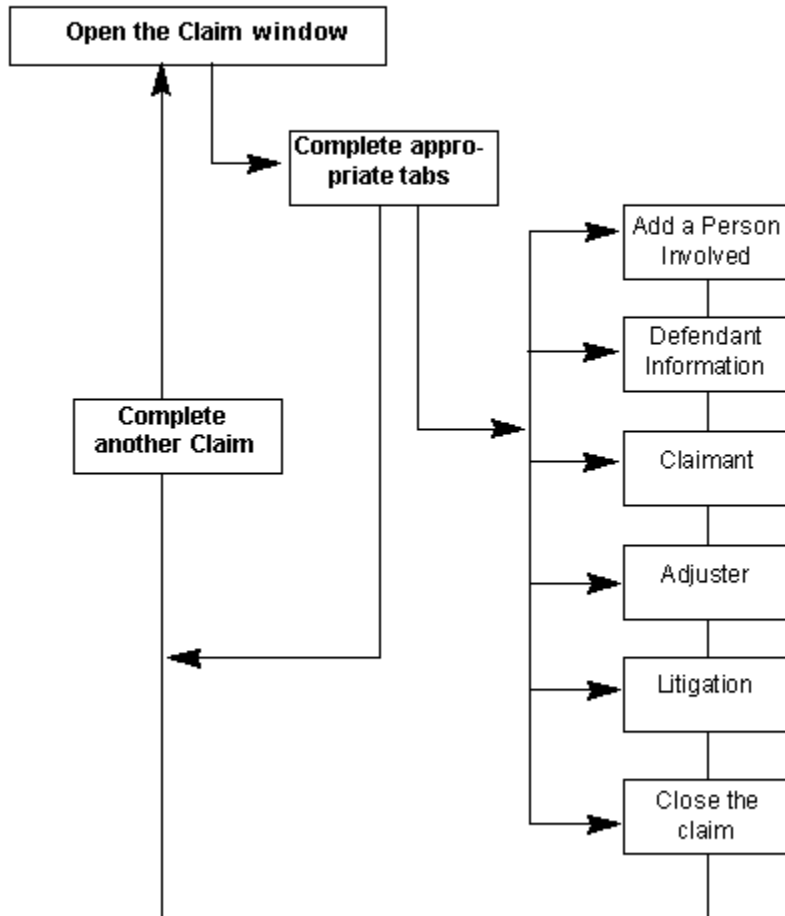 Open the Claim window
Complete appro-
priate tabs
Add a Person
Involved
Defendant
Information
Complete
another Claim
Claimant
Adjuster
Litigation
Close the
claim